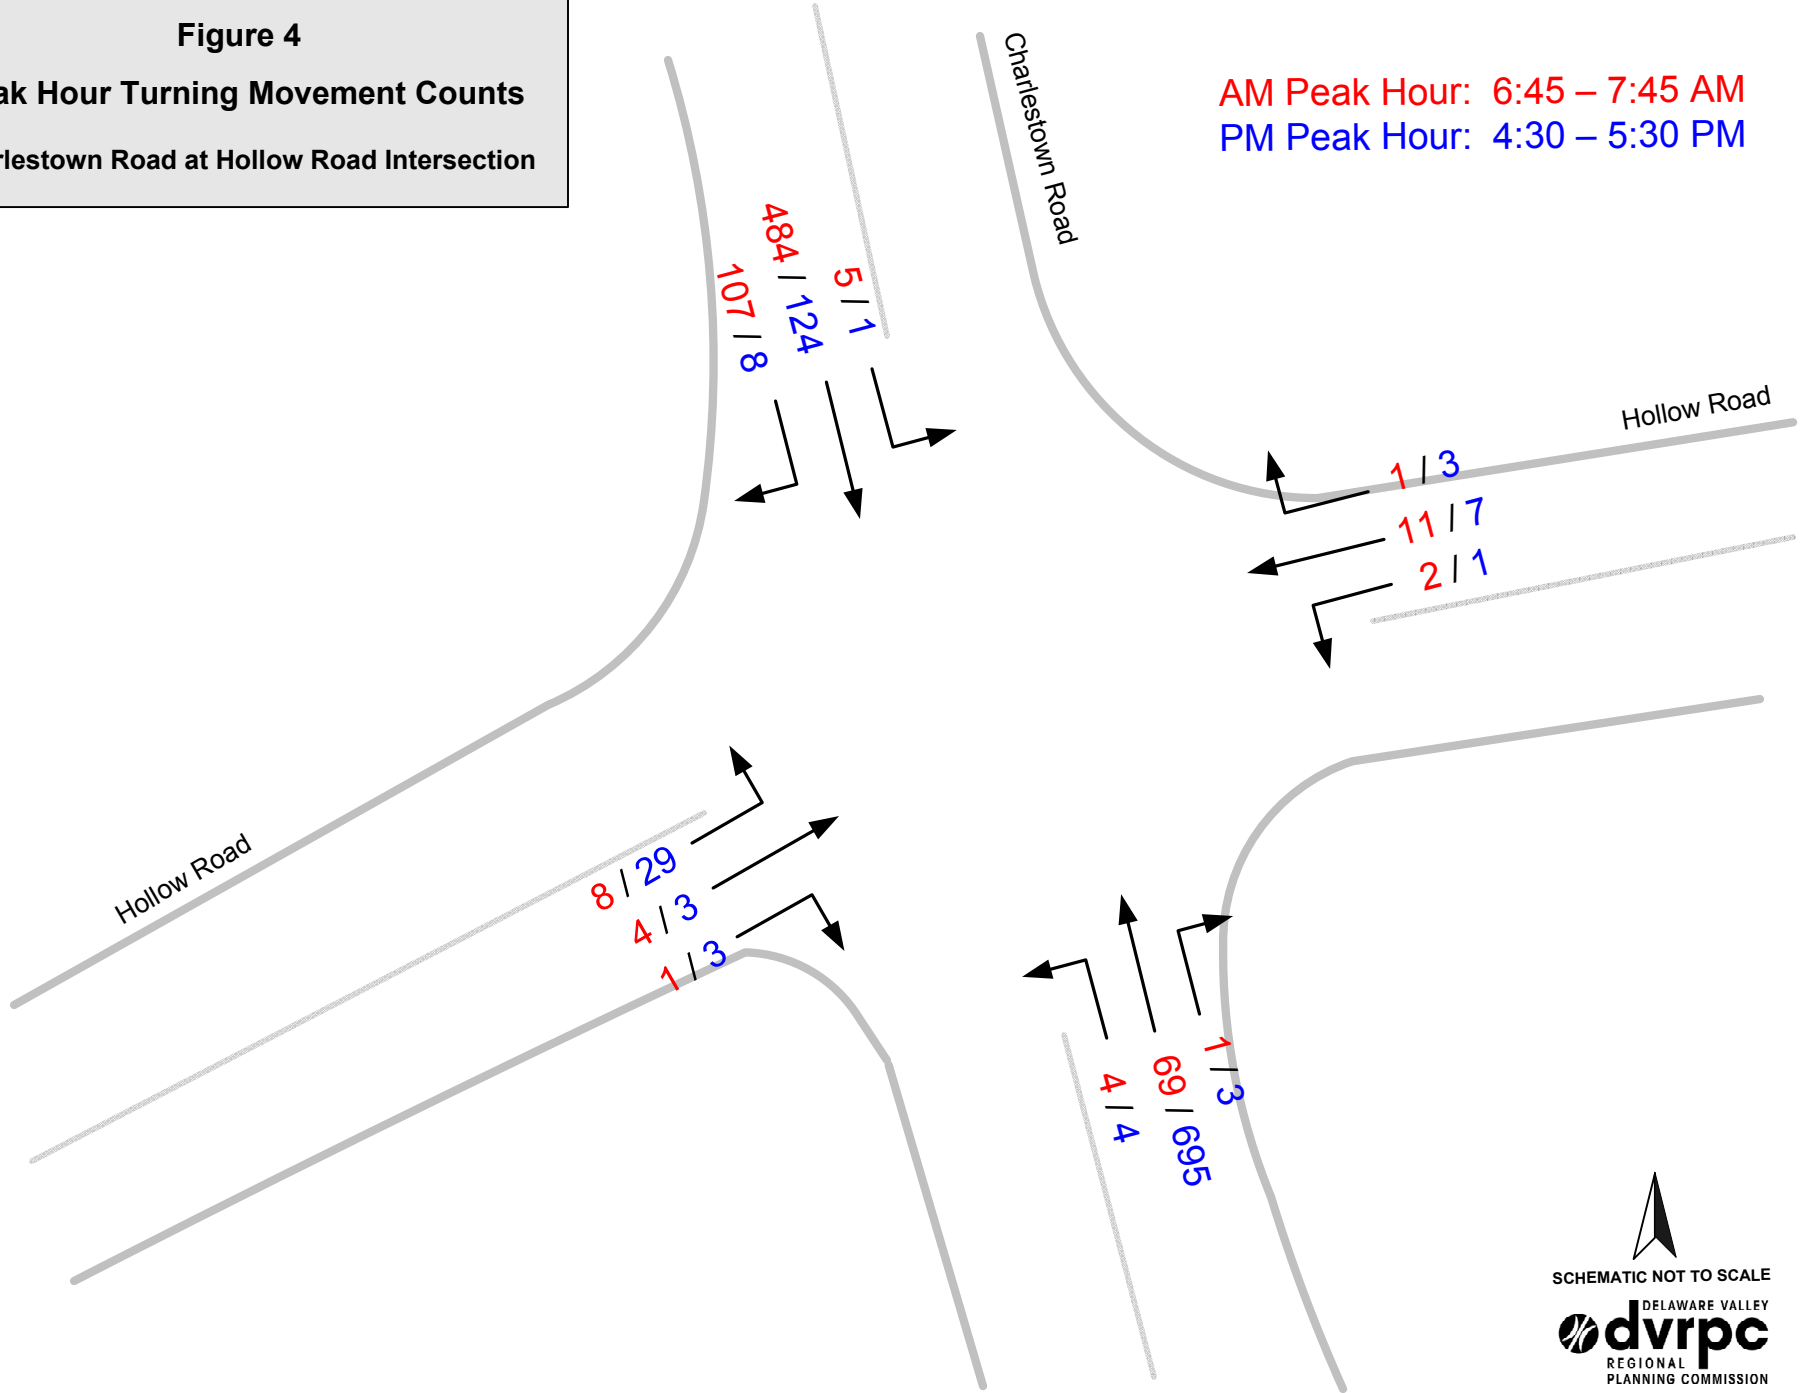 Figure 4
ak Hour Turning Movement Counts
rlestown Road at Hollow Road Intersection
AM Peak Hour: 6:45 – 7:45 AM
PM Peak Hour: 4:30 – 5:30 PM
Charlestown Road
107 / 8
484 / 124
5 / 1
Hollow Road
1 / 3
11 / 7
2 / 1
Hollow Road
8 / 29
4 / 3
1 / 3
4 / 4
69 / 695
1 / 3
SCHEMATIC NOT TO SCALE
DELAWARE VALLEY
dvrpc
REGIONAL
PLANNING COMMISSION